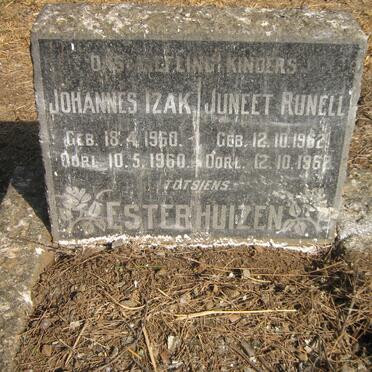 ONS LIEFLING KINDERS
JOHANNES IZAK
GEB. 18.4.1960.
OORL. 10.5.1960.
JUNEET RUNELL
GEB. 12.10.1962.
OORL. 12.10.1962.
TOTSIENS
ESTERHUIZEN